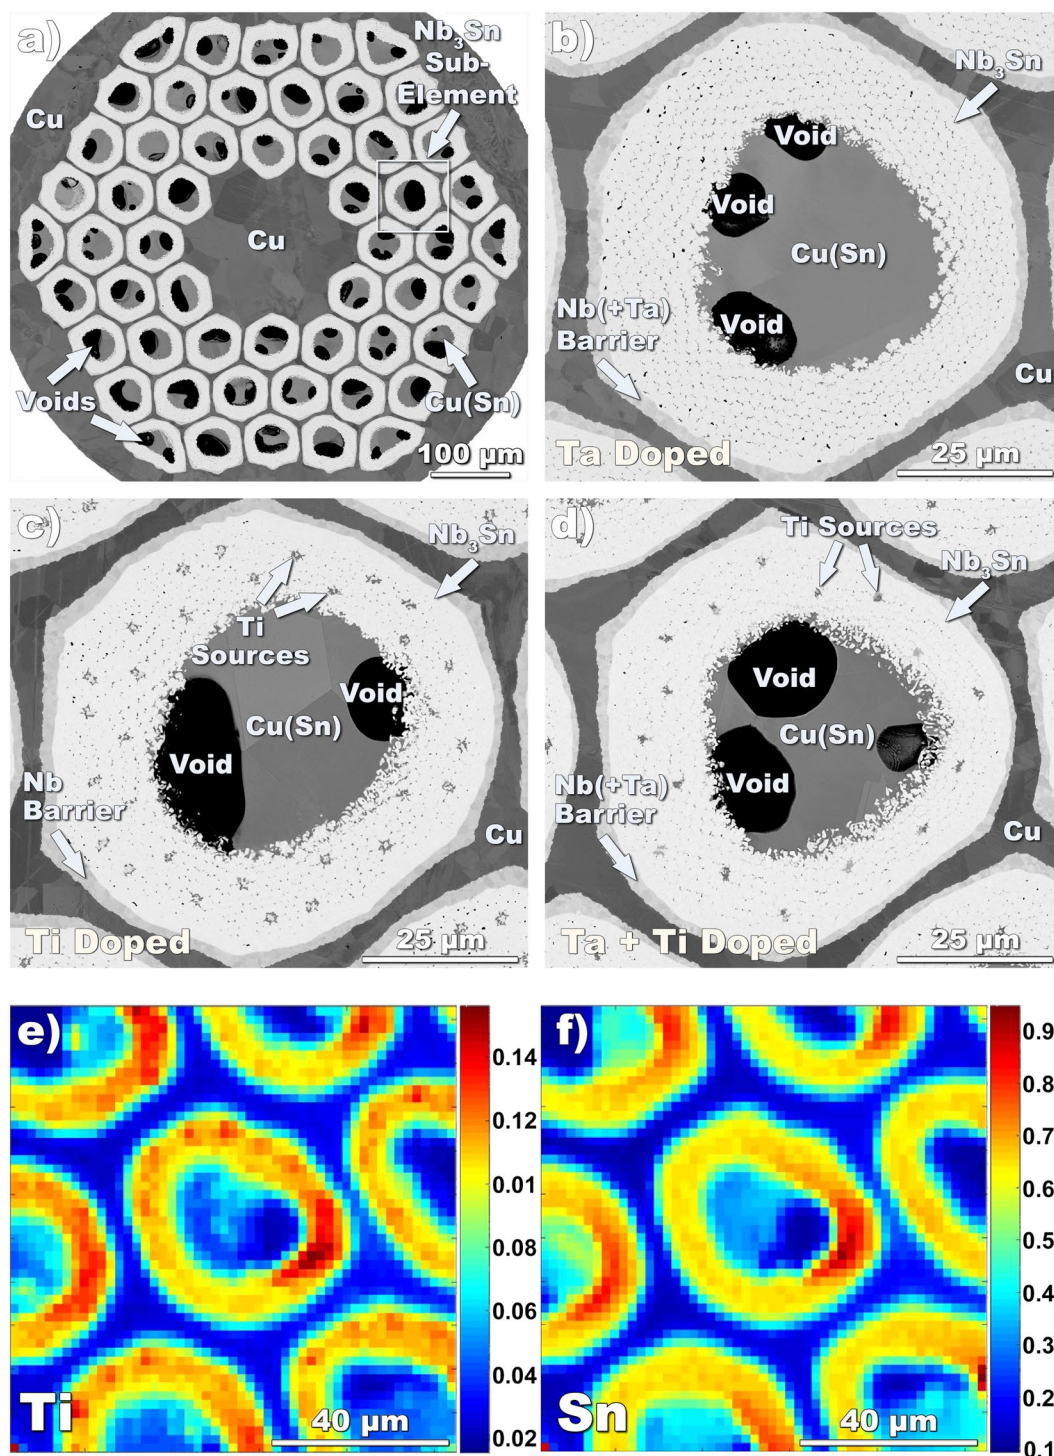 a)
Nb3Sn
Sub-
Element
Cu
Cu
Voids
Cu(Sn)
100 µm
b)
Nb3Sn
Void
Void
Cu(Sn)
Void
Nb(+Ta)
Barrier
Cu
Ta Doped
25 µm
c)
Nb3Sn
Ti
Sources
Void
Cu(Sn)
Void
Nb
Barrier
Cu
Ti Doped
25 µm
d)
Ti Sources
Nb3Sn
Void
Cu(Sn)
Void
Nb(+Ta)
Barrier
Cu
Ta + Ti Doped
25 µm
e)
0.14
0.12
0.01
0.08
0.06
0.04
0.02
Ti
40 µm
f)
0.9
0.8
0.7
0.6
0.5
0.4
0.3
0.2
0.1
Sn
40 µm